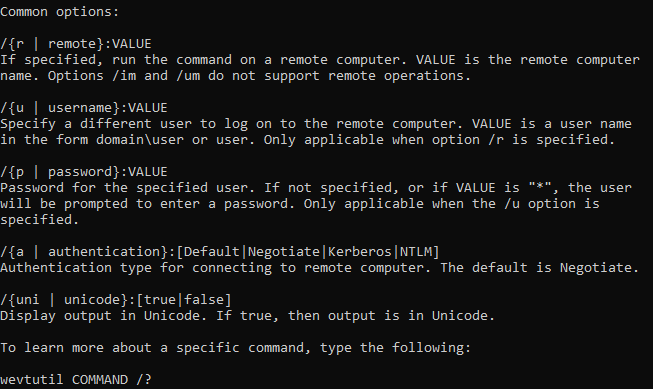 Common options:
/{r | remote}:VALUE
If specified, run the command on a remote computer. VALUE is the remote computer
name. Options /im and /um do not support remote operations.
/{u | username}:VALUE
Specify a different user to log on to the remote computer. VALUE is a user name
in the form domain\user or user. Only applicable when option /r is specified.
/{p | password}:VALUE
Password for the specified user. If not specified, or if VALUE is "*", the user
will be prompted to enter a password. Only applicable when the /u option is
specified.
/{a | authentication}:[Default|Negotiate|Kerberos|NTLM]
Authentication type for connecting to remote computer. The default is Negotiate.
/{uni | unicode}:[true|false]
Display output in Unicode. If true, then output is in Unicode.
To learn more about a specific command, type the following:
wevtutil COMMAND /?